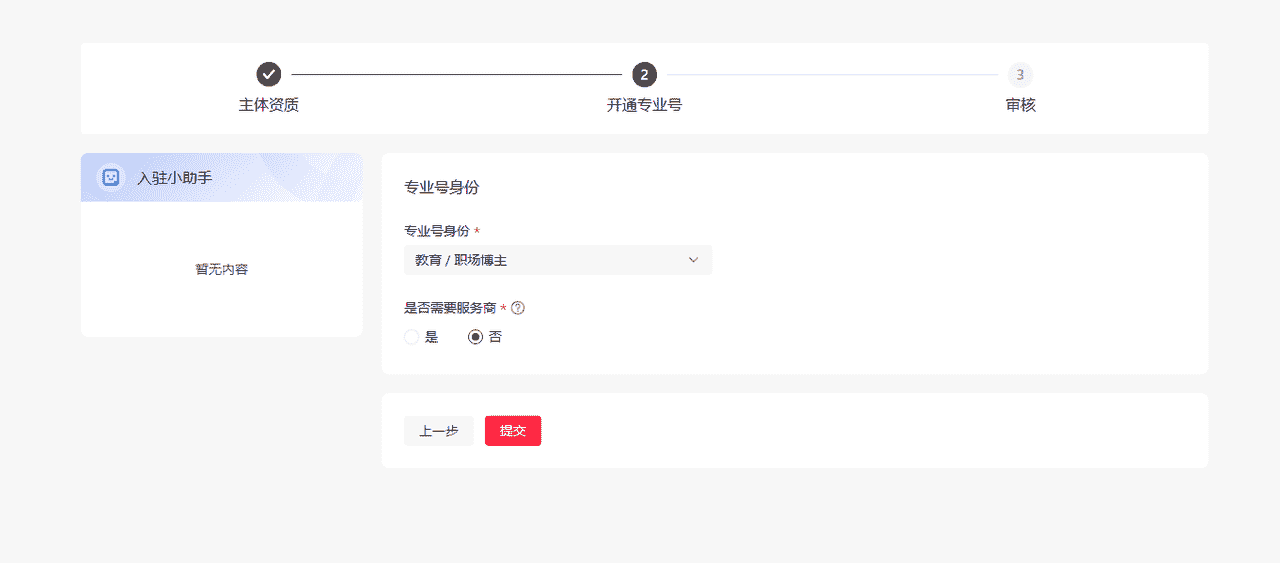 2
3
主体资质
开通专业号
审核
入驻小助手
暂无内容
专业号身份
专业号身份 *
教育 / 职场博主
是否需要服务商 * ?
是
否
上一步
提交